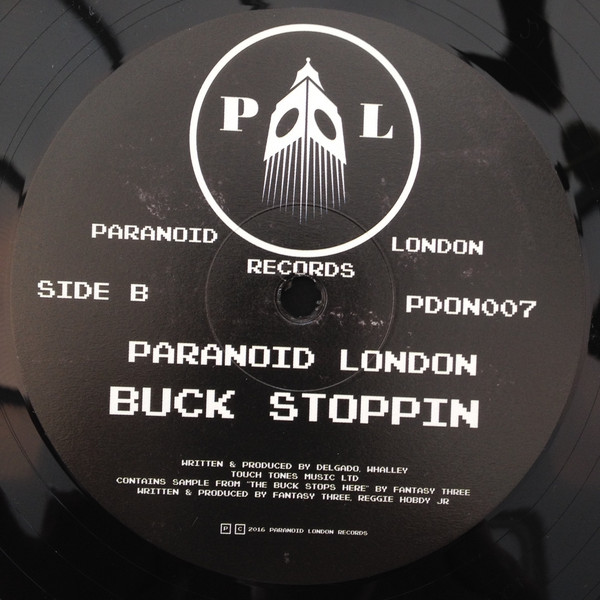 P L
PARANOID LONDON
RECORDS
SIDE B PDON007
PARANOID LONDON
BUCK STOPPIN
WRITTEN & PRODUCED BY DELGADO, WHALLEY
TOUCH TONES MUSIC LTD
CONTAINS SAMPLE FROM "THE BUCK STOPS HERE" BY FANTASY THREE
WRITTEN & PRODUCED BY FANTASY THREE, REGGIE HOBDY JR
P C 2016 PARANOID LONDON RECORDS